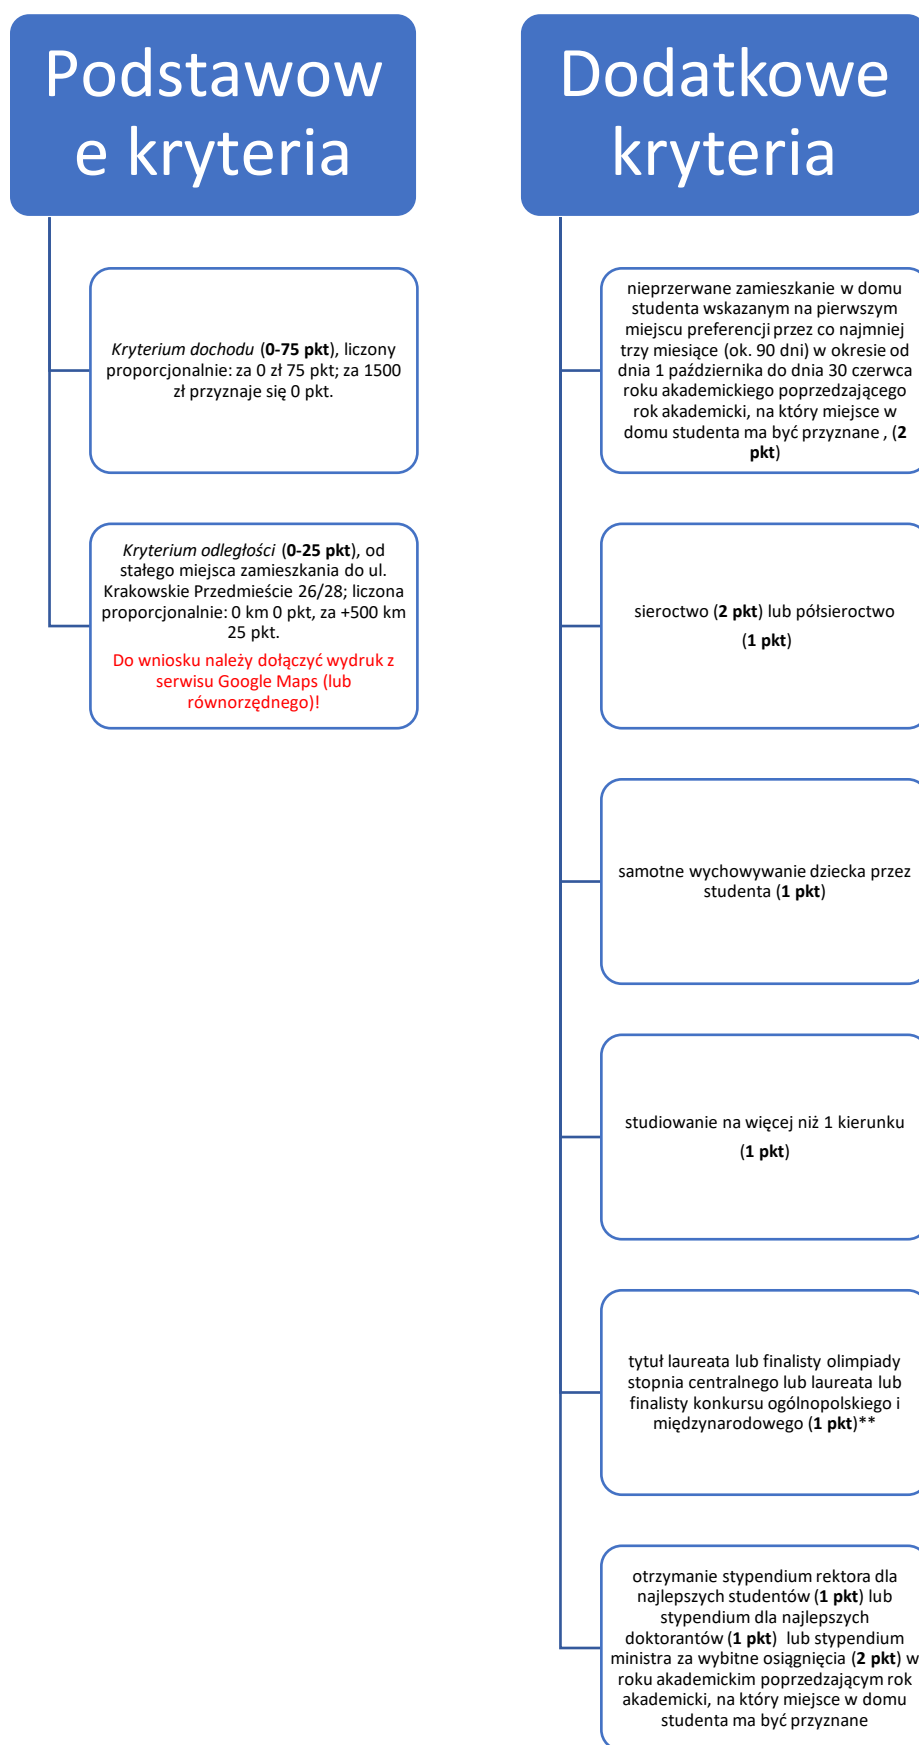 Podstawow
e kryteria
Kryterium dochodu (0-75 pkt), liczony
proporcjonalnie: za 0 zł 75 pkt; za 1500
zł przyznaje się 0 pkt.
Kryterium odległości (0-25 pkt), od
stałego miejsca zamieszkania do ul.
Krakowskie Przedmieście 26/28; liczona
proporcjonalnie: 0 km 0 pkt, za +500 km
25 pkt.
Do wniosku należy dołączyć wydruk z
serwisu Google Maps (lub
równorzędnego)!
Dodatkowe
kryteria
nieprzerwane zamieszkanie w domu
studenta wskazanym na pierwszym
miejscu preferencji przez co najmniej
trzy miesiące (ok. 90 dni) w okresie od
dnia 1 października do dnia 30 czerwca
roku akademickiego poprzedzającego
rok akademicki, na który miejsce w
domu studenta ma być przyznane , (2
pkt)
sieroctwo (2 pkt) lub półsieroctwo
(1 pkt)
samotne wychowywanie dziecka przez
studenta (1 pkt)
studiowanie na więcej niż 1 kierunku
(1 pkt)
tytuł laureata lub finalisty olimpiady
stopnia centralnego lub laureata lub
finalisty konkursu ogólnopolskiego i
międzynarodowego (1 pkt)**
otrzymanie stypendium rektora dla
najlepszych studentów (1 pkt) lub
stypendium dla najlepszych
doktorantów (1 pkt) lub stypendium
ministra za wybitne osiągnięcia (2 pkt) w
roku akademickim poprzedzającym rok
akademicki, na który miejsce w domu
studenta ma być przyznane